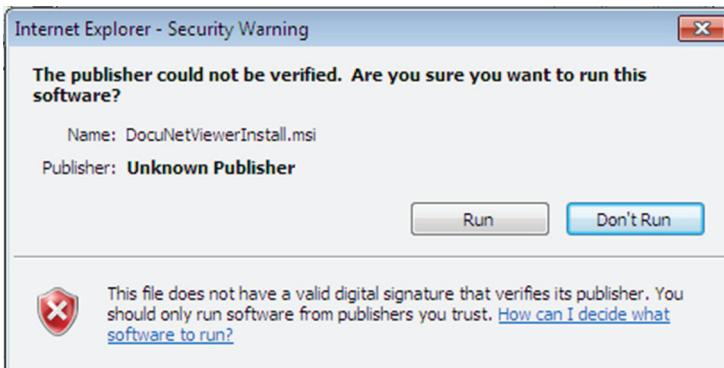 Internet Explorer - Security Warning
The publisher could not be verified.  Are you sure you want to run this
software?
Name: DocuNetViewerInstall.msi
Publisher: Unknown Publisher
Run
Don't Run
This file does not have a valid digital signature that verifies its publisher. You
should only run software from publishers you trust. How can I decide what
software to run?